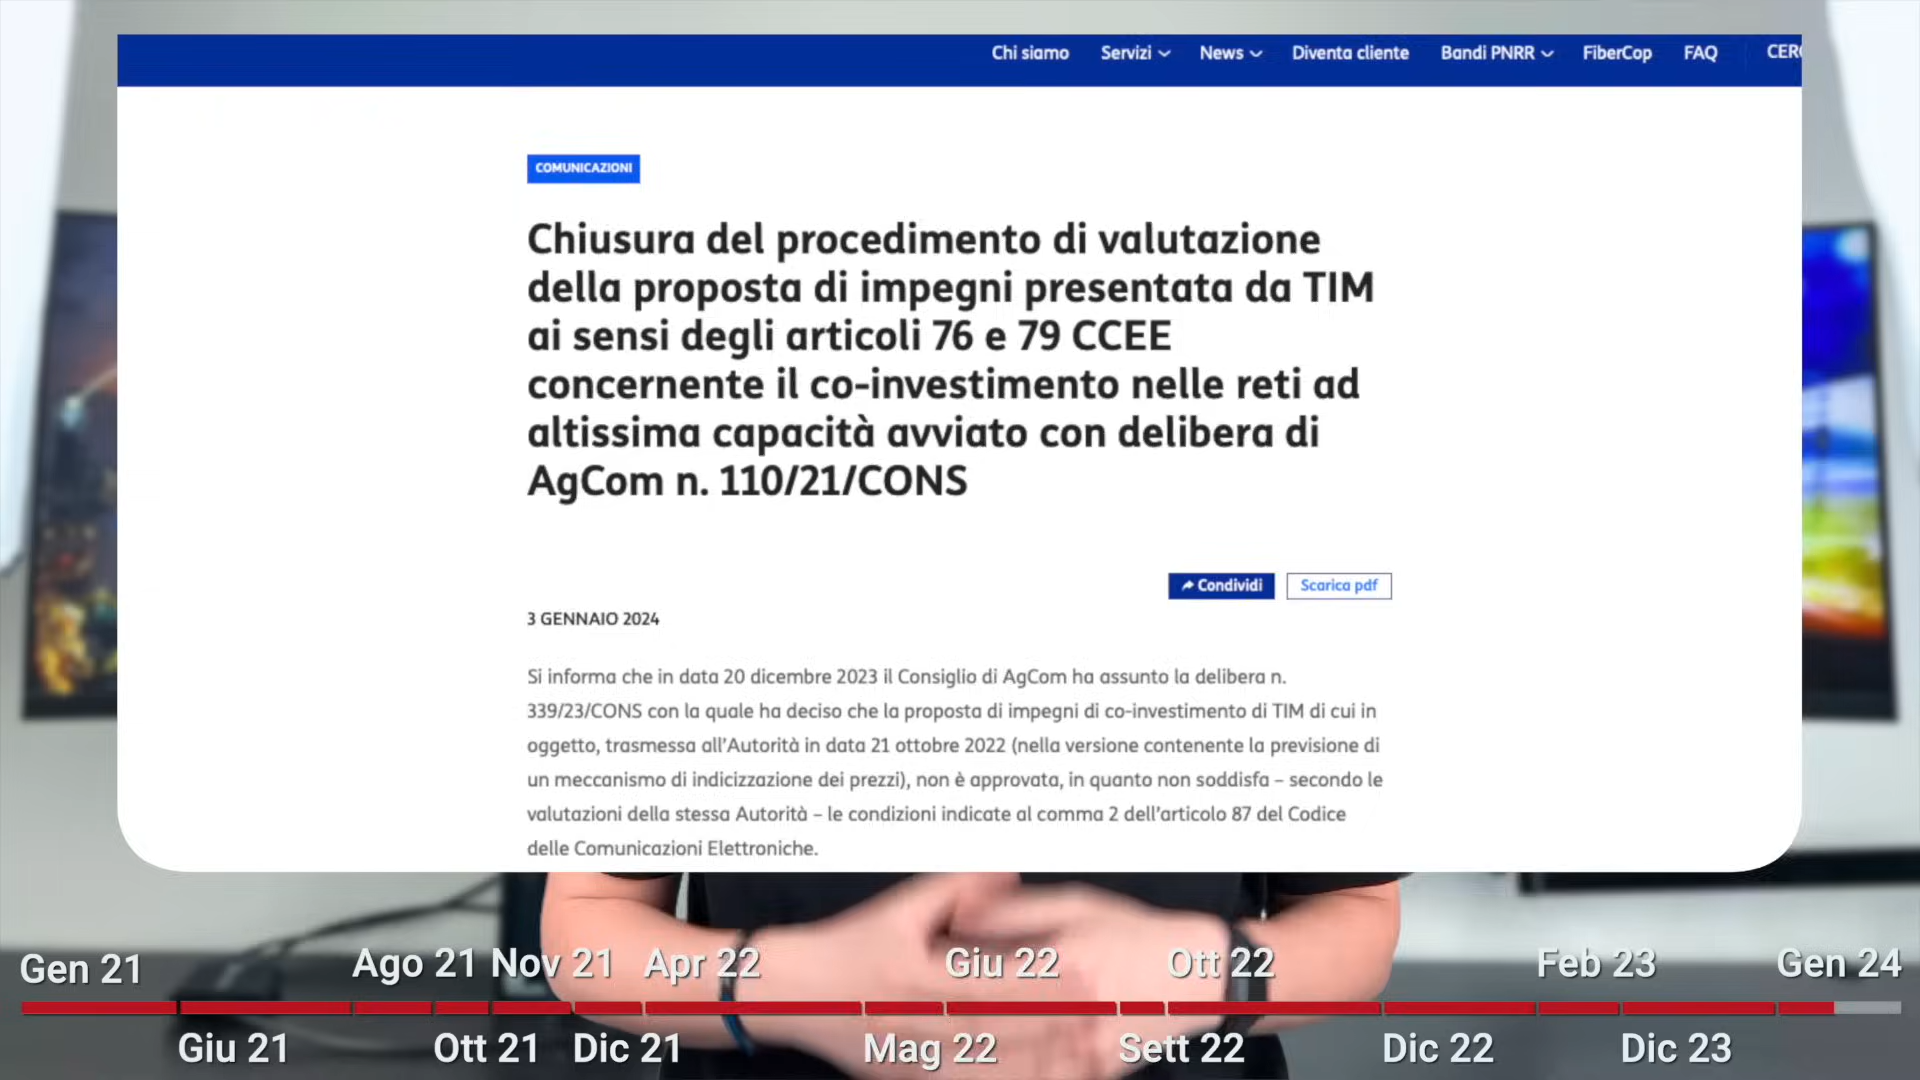 Chi siamo Servizi News Diventa cliente Bandi PNRR FiberCop FAQ
COMUNICAZIONI
Chiusura del procedimento di valutazione
della proposta di impegni presentata da TIM
ai sensi degli articoli 76 e 79 CCEE
concernente il co-investimento nelle reti ad
altissima capacità avviato con delibera di
AgCom n. 110/21/CONS
Condividi Scarica pdf
3 GENNAIO 2024
Si informa che in data 20 dicembre 2023 il Consiglio di AgCom ha assunto la delibera n.
339/23/CONS con la quale ha deciso che la proposta di impegni di co-investimento di TIM di cui in
oggetto, trasmessa all'Autorità in data 21 ottobre 2022 (nella versione contenente la previsione di
un meccanismo di indicizzazione dei prezzi), non è approvata, in quanto non soddisfa – secondo le
valutazioni della stessa Autorità – le condizioni indicate al comma 2 dell'articolo 87 del Codice
delle Comunicazioni Elettroniche.
Gen 21 Ago 21 Nov 21 Apr 22 Giu 22 Ott 22 Feb 23 Gen 24
Giu 21 Ott 21 Dic 21 Mag 22 Sett 22 Dic 22 Dic 23